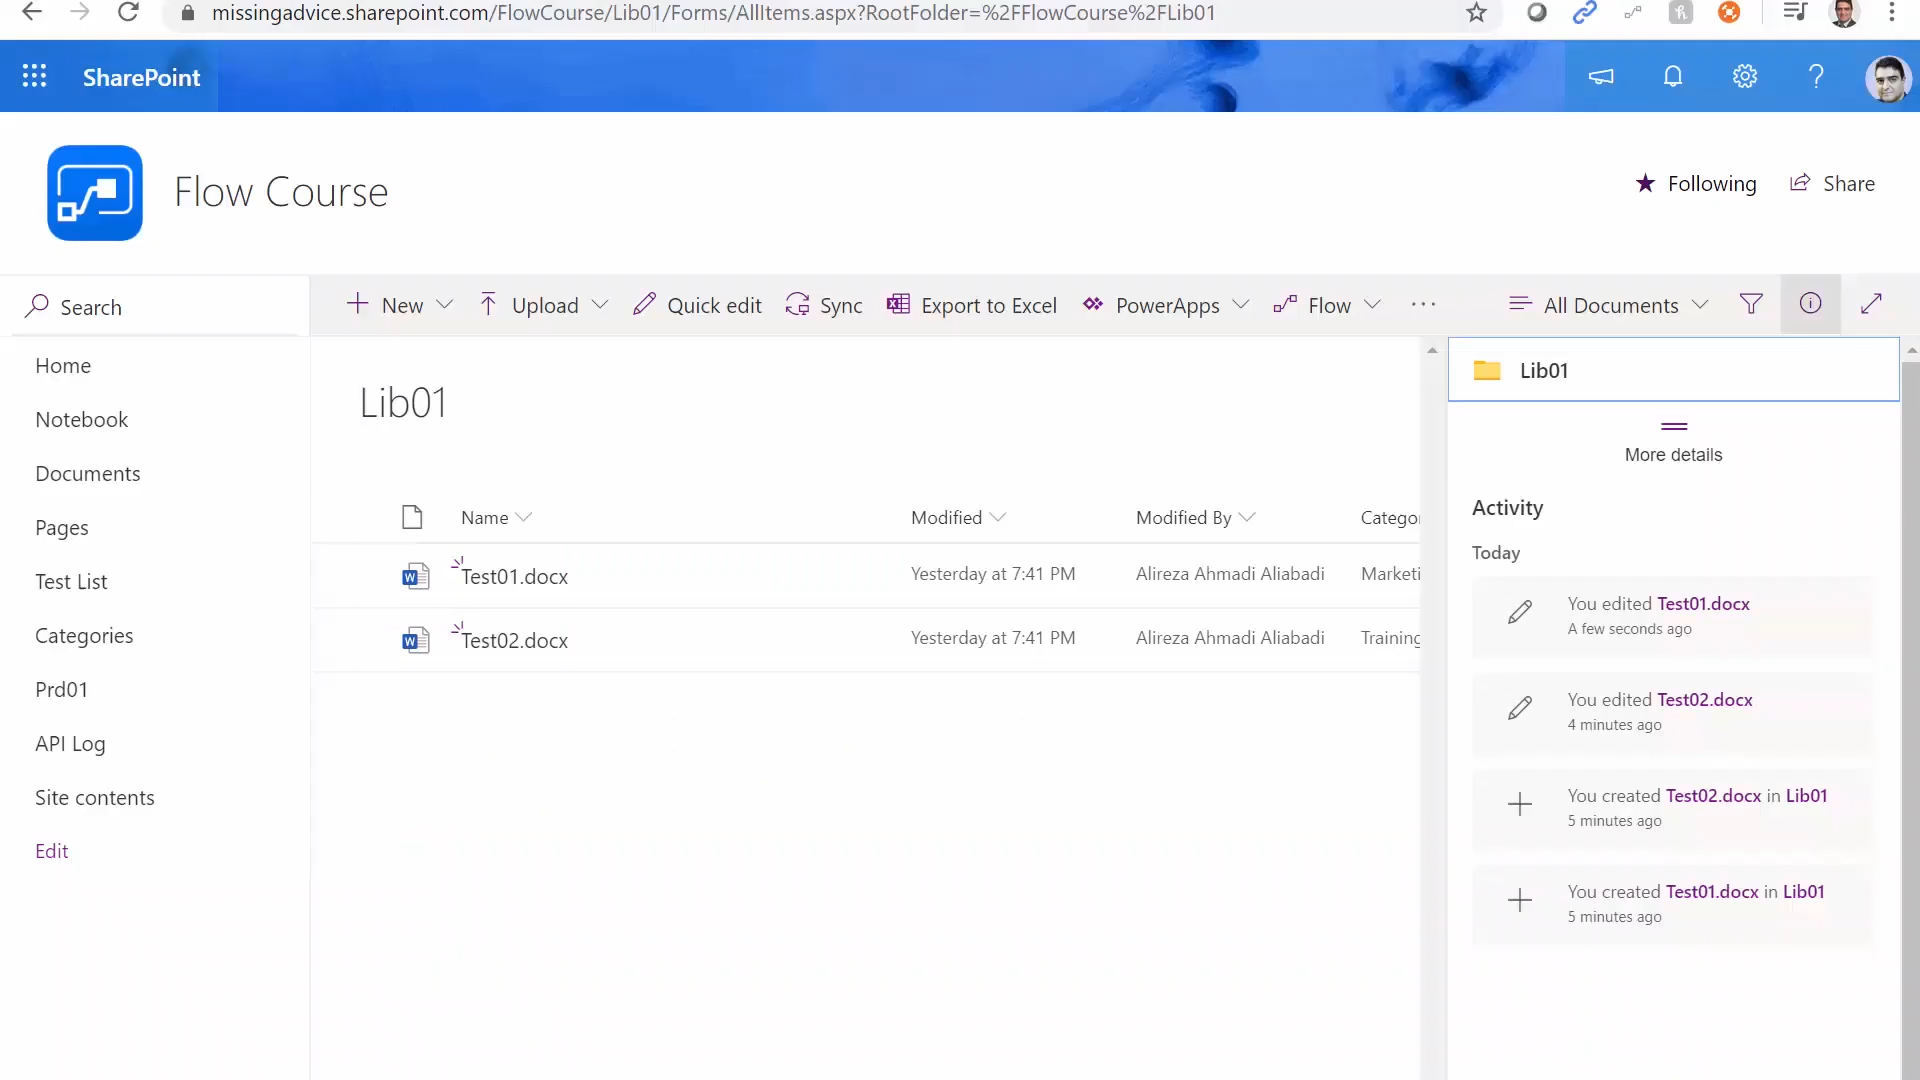 missingadvice.sharepoint.com/FlowCourse/Lib01/Forms/AllItems.aspx?RootFolder=%2FFlowCourse%2FLib01
SharePoint
Flow Course
Following
Share
Search
New
Upload
Quick edit
Sync
Export to Excel
PowerApps
Flow
All Documents
Home
Notebook
Documents
Pages
Test List
Categories
Prd01
API Log
Site contents
Edit
Lib01
Name
Modified
Modified By
Catego
Test01.docx
Yesterday at 7:41 PM
Alireza Ahmadi Aliabadi
Marketi
Test02.docx
Yesterday at 7:41 PM
Alireza Ahmadi Aliabadi
Training
Lib01
More details
Activity
Today
You edited Test01.docx
A few seconds ago
You edited Test02.docx
4 minutes ago
You created Test02.docx in Lib01
5 minutes ago
You created Test01.docx in Lib01
5 minutes ago